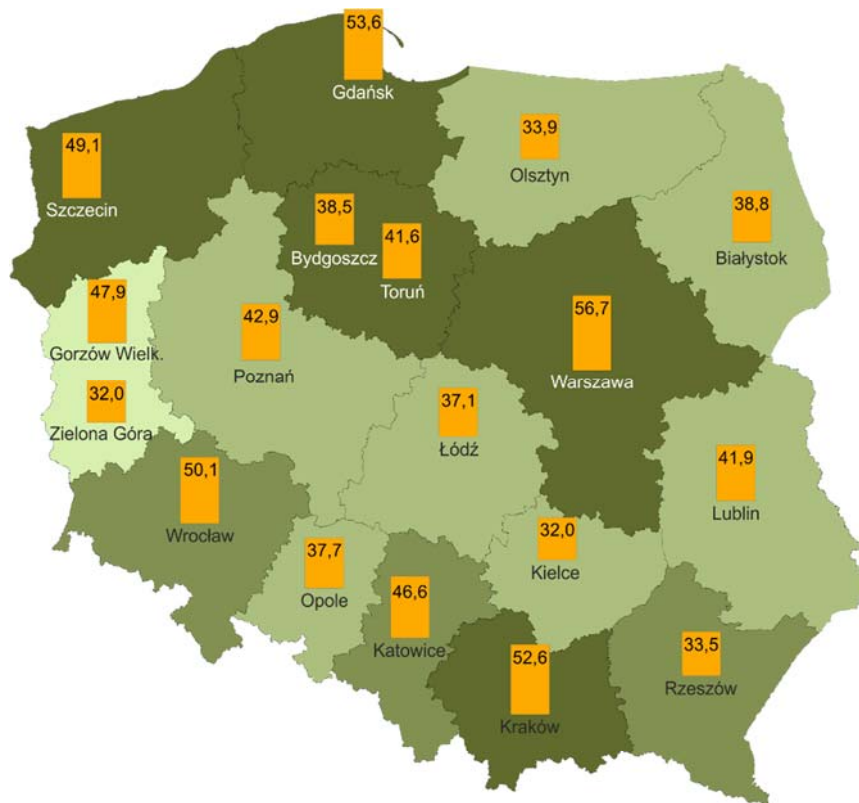 53,6
Gdańsk
49,1
Szczecin
33,9
Olsztyn
38,8
Białystok
38,5
Bydgoszcz
41,6
Toruń
47,9
Gorzów Wielk.
42,9
Poznań
56,7
Warszawa
32,0
Zielona Góra
37,1
Łódź
50,1
Wrocław
41,9
Lublin
37,7
Opole
32,0
Kielce
46,6
Katowice
52,6
Kraków
33,5
Rzeszów